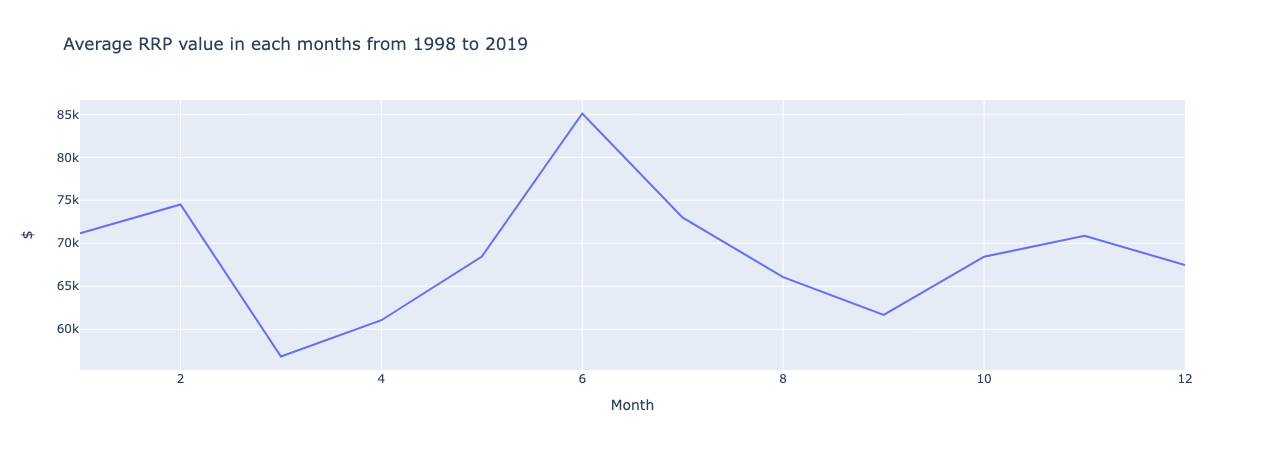 Average RRP value in each months from 1998 to 2019
85k
80k
75k
70k
65k
60k
$
2 4 6 8 10 12
Month